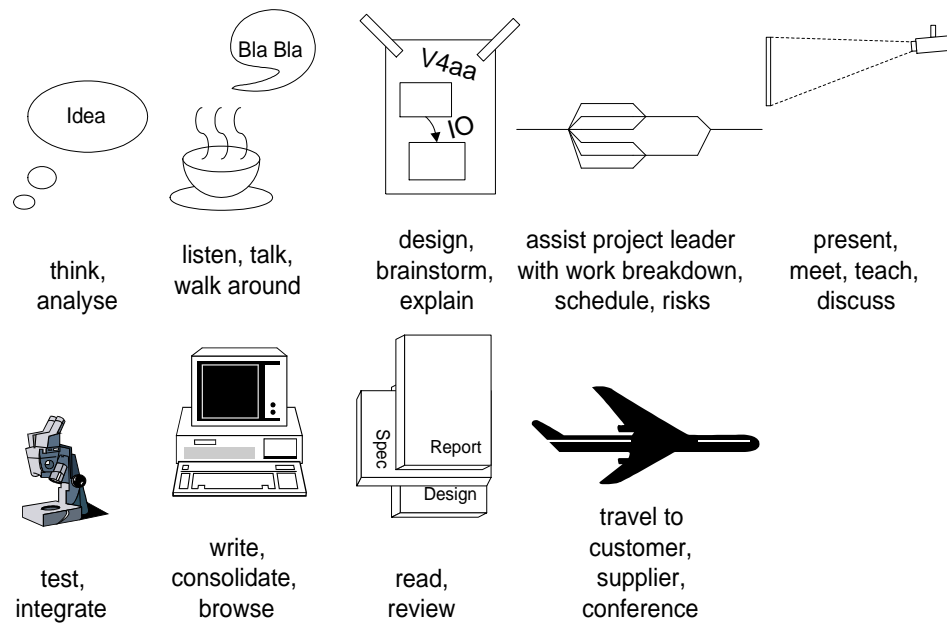 Bla Bla
Idea
V4aa
IO
think,
analyse
listen, talk,
walk around
design,
brainstorm,
explain
assist project leader
with work breakdown,
schedule, risks
present,
meet, teach,
discuss
Spec
Report
Design
test,
integrate
write,
consolidate,
browse
read,
review
travel to
customer,
supplier,
conference